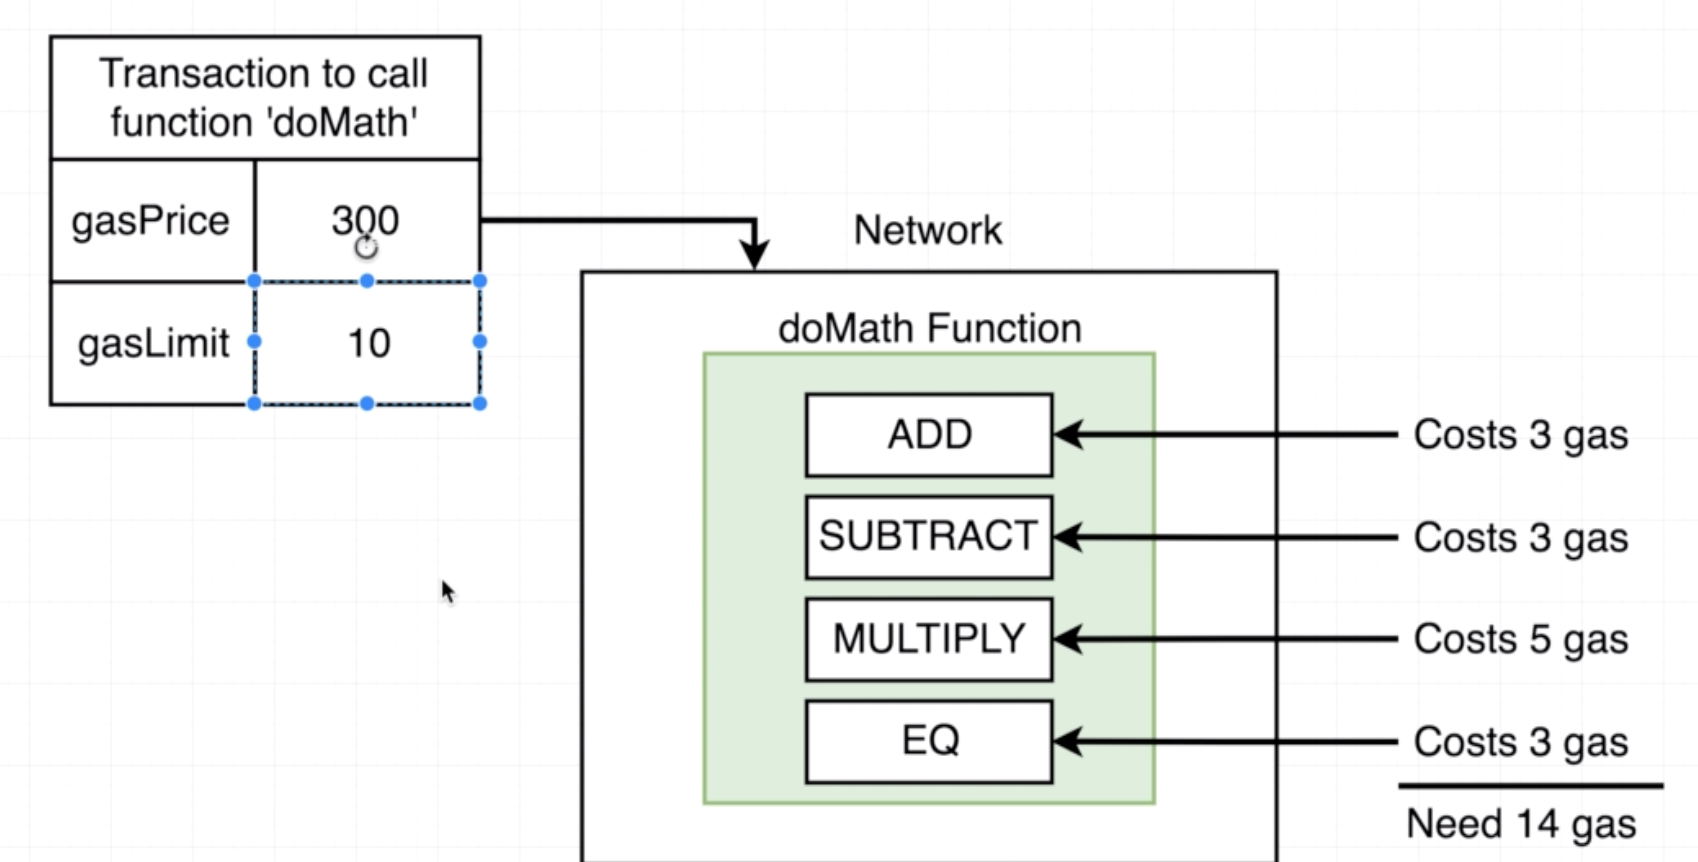 Transaction to call
function 'doMath'
gasPrice
300
gasLimit
10
Network
doMath Function
ADD
Costs 3 gas
SUBTRACT
Costs 3 gas
MULTIPLY
Costs 5 gas
EQ
Costs 3 gas
Need 14 gas